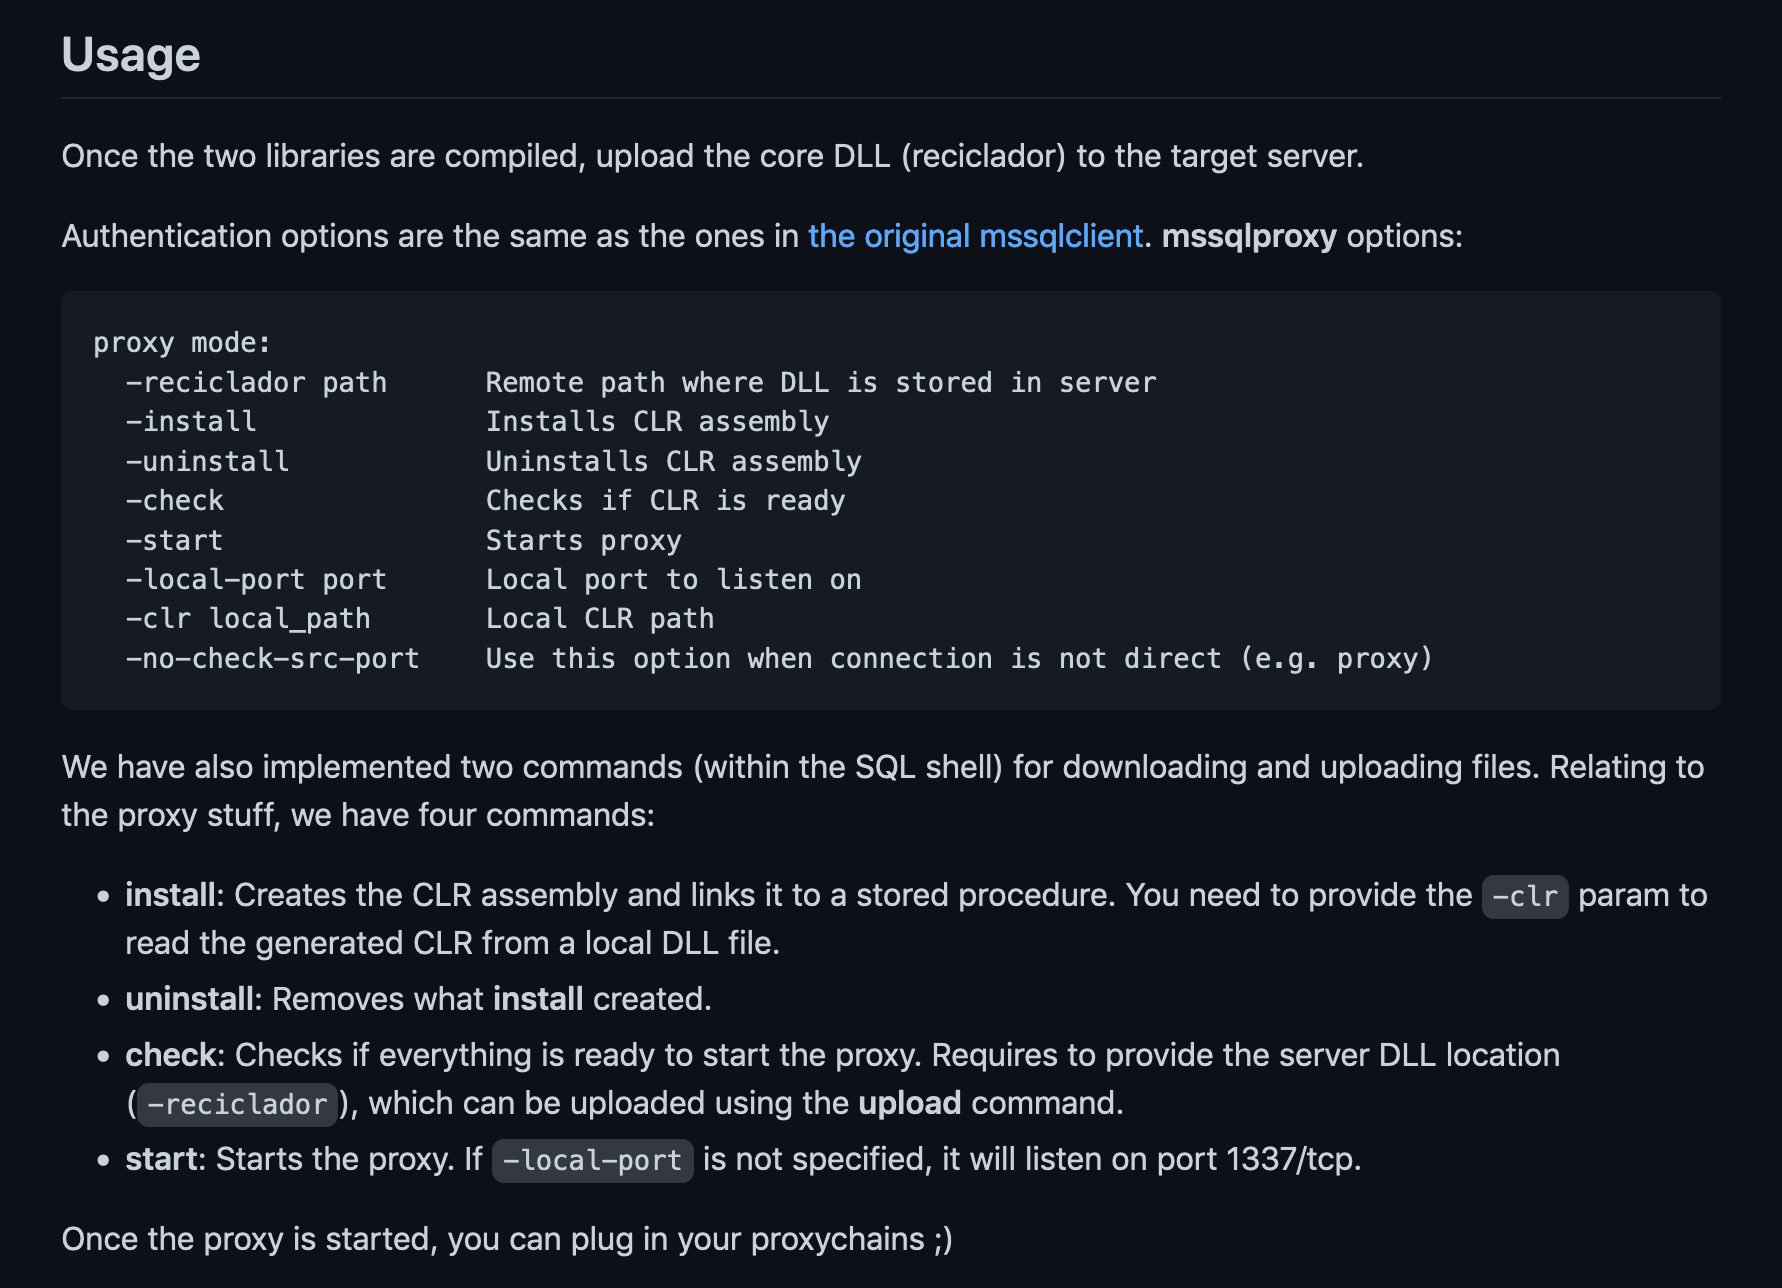 Usage
Once the two libraries are compiled, upload the core DLL (reciclador) to the target server.
Authentication options are the same as the ones in the original mssqlclient. mssqlproxy options:
proxy mode:
  -reciclador path      Remote path where DLL is stored in server
  -install              Installs CLR assembly
  -uninstall            Uninstalls CLR assembly
  -check                Checks if CLR is ready
  -start                Starts proxy
  -local-port port      Local port to listen on
  -clr local_path       Local CLR path
  -no-check-src-port    Use this option when connection is not direct (e.g. proxy)
We have also implemented two commands (within the SQL shell) for downloading and uploading files. Relating to
the proxy stuff, we have four commands:
• install: Creates the CLR assembly and links it to a stored procedure. You need to provide the -clr param to
read the generated CLR from a local DLL file.
• uninstall: Removes what install created.
• check: Checks if everything is ready to start the proxy. Requires to provide the server DLL location
(-reciclador), which can be uploaded using the upload command.
• start: Starts the proxy. If -local-port is not specified, it will listen on port 1337/tcp.
Once the proxy is started, you can plug in your proxychains ;)